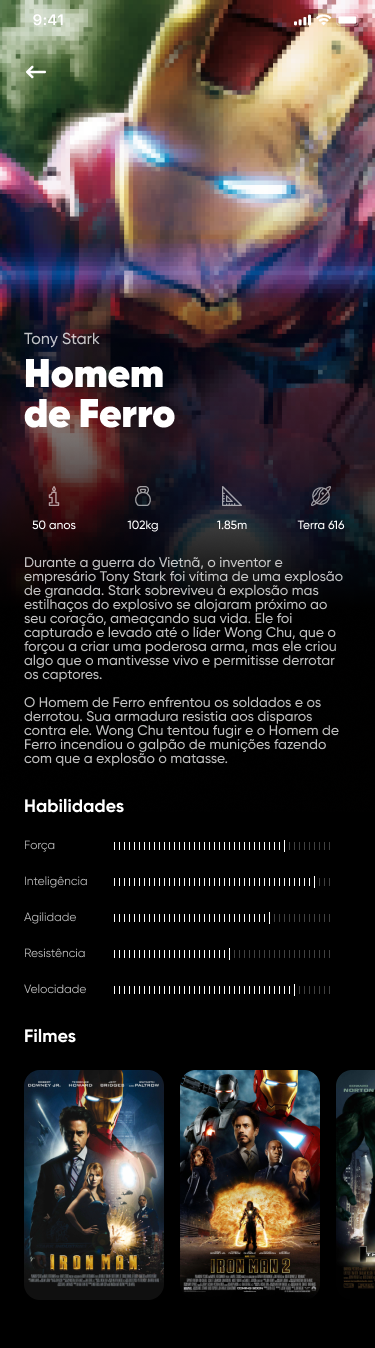 9:41
Tony Stark
Homem
de Ferro
50 anos
102kg
1.85m
Terra 616
Durante a guerra do Vietnã, o inventor e
empresário Tony Stark foi vítima de uma explosão
de granada. Stark sobreviveu à explosão mas
estilhaços do explosivo se alojaram próximo ao
seu coração, ameaçando sua vida. Ele foi
capturado e levado até o líder Wong Chu, que o
forçou a criar uma poderosa arma, mas ele criou
algo que o mantivesse vivo e permitisse derrotar
os captores.
O Homem de Ferro enfrentou os soldados e os
derrotou. Sua armadura resistia aos disparos
contra ele. Wong Chu tentou fugir e o Homem de
Ferro incendiou o galpão de munições fazendo
com que a explosão o matasse.
Habilidades
Força
Inteligência
Agilidade
Resistência
Velocidade
Filmes
DOWNEY JR.
HOWARD
BRIDGES
PALTROW
IRON MAN
IRON MAN 2
NORTON